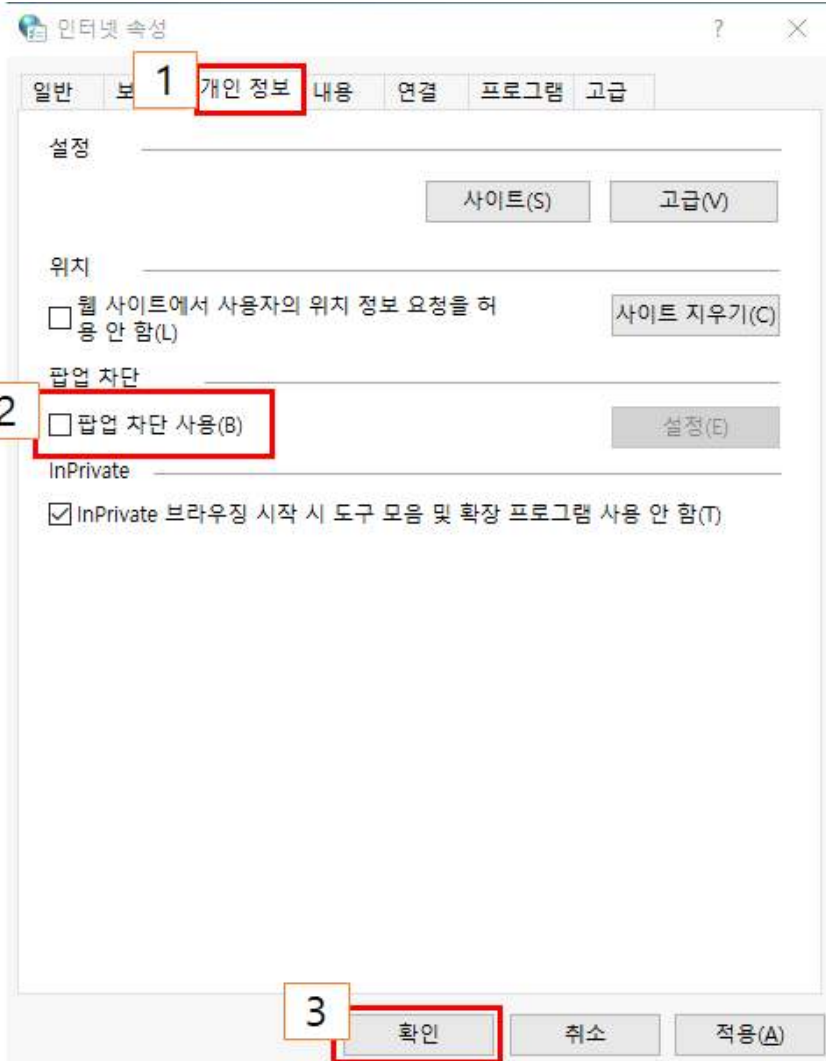 인터넷 속성
일반
1
개인 정보
내용
연결
프로그램
고급
설정
사이트(S)
고급(V)
위치
웹 사이트에서 사용자의 위치 정보 요청을 허
용 안 함(L)
사이트 지우기(C)
팝업 차단
2
팝업 차단 사용(B)
설정(E)
InPrivate
InPrivate 브라우징 시작 시 도구 모음 및 확장 프로그램 사용 안 함(T)
3
확인
취소
적용(A)